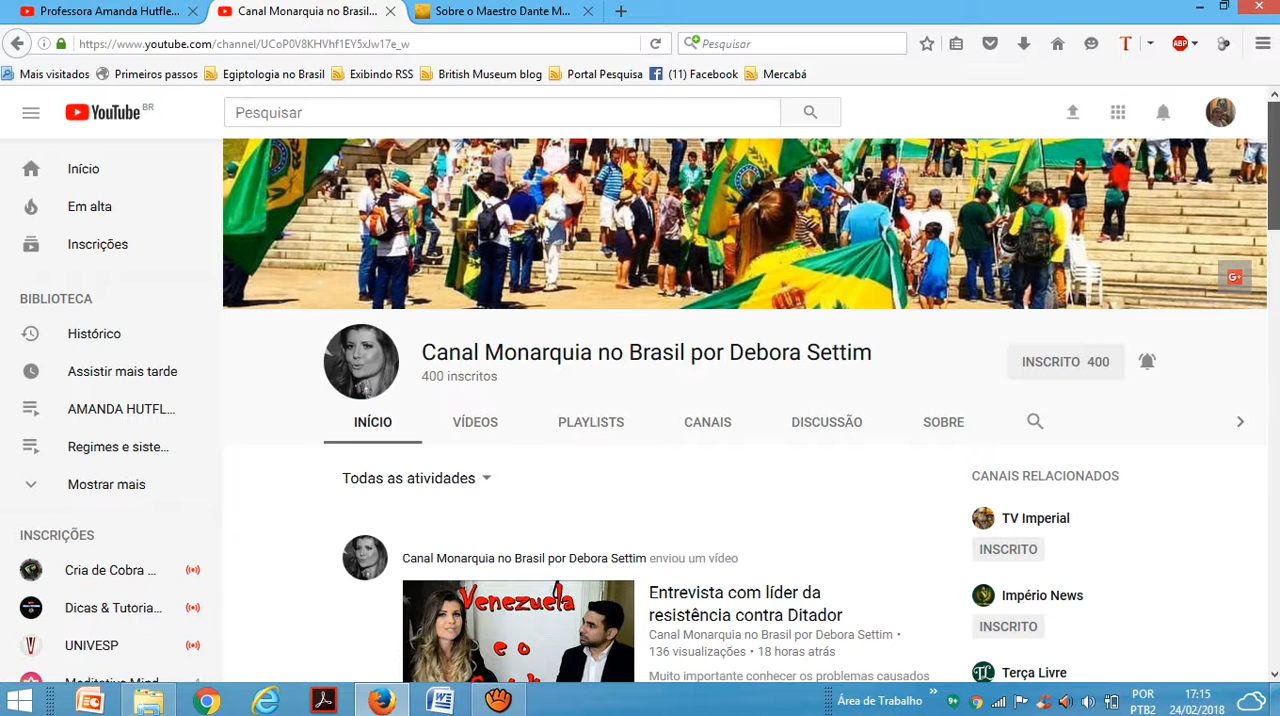 Professora Amanda Hutfle...
Canal Monarquia no Brasil...
Sobre o Maestro Dante M...
https://www.youtube.com/channel/UCoP0V8KHVhf1EY5xJw17e_w
Pesquisar
Mais visitados
Primeiros passos
Egiptologia no Brasil
Exibindo RSS
British Museum blog
Portal Pesquisa
(11) Facebook
Mercabá
YouTube BR
Pesquisar
Início
Em alta
Inscrições
BIBLIOTECA
Histórico
Assistir mais tarde
AMANDA HUTFL...
Regimes e siste...
Mostrar mais
INSCRIÇÕES
Cria de Cobra ...
Dicas & Tutoria...
UNIVESP
Meditative Mind
Canal Monarquia no Brasil por Debora Settim
400 inscritos
INSCRITO 400
INÍCIO
VÍDEOS
PLAYLISTS
CANAIS
DISCUSSÃO
SOBRE
Todas as atividades
Canal Monarquia no Brasil por Debora Settim enviou um vídeo
Venezuela
e o
Entrevista com líder da
resistência contra Ditador
Canal Monarquia no Brasil por Debora Settim •
136 visualizações • 18 horas atrás
Muito importante conhecer os problemas causados
CANAIS RELACIONADOS
TV Imperial
INSCRITO
Império News
INSCRITO
Terça Livre
Área de Trabalho
POR
PTB2
17:15
24/02/2018